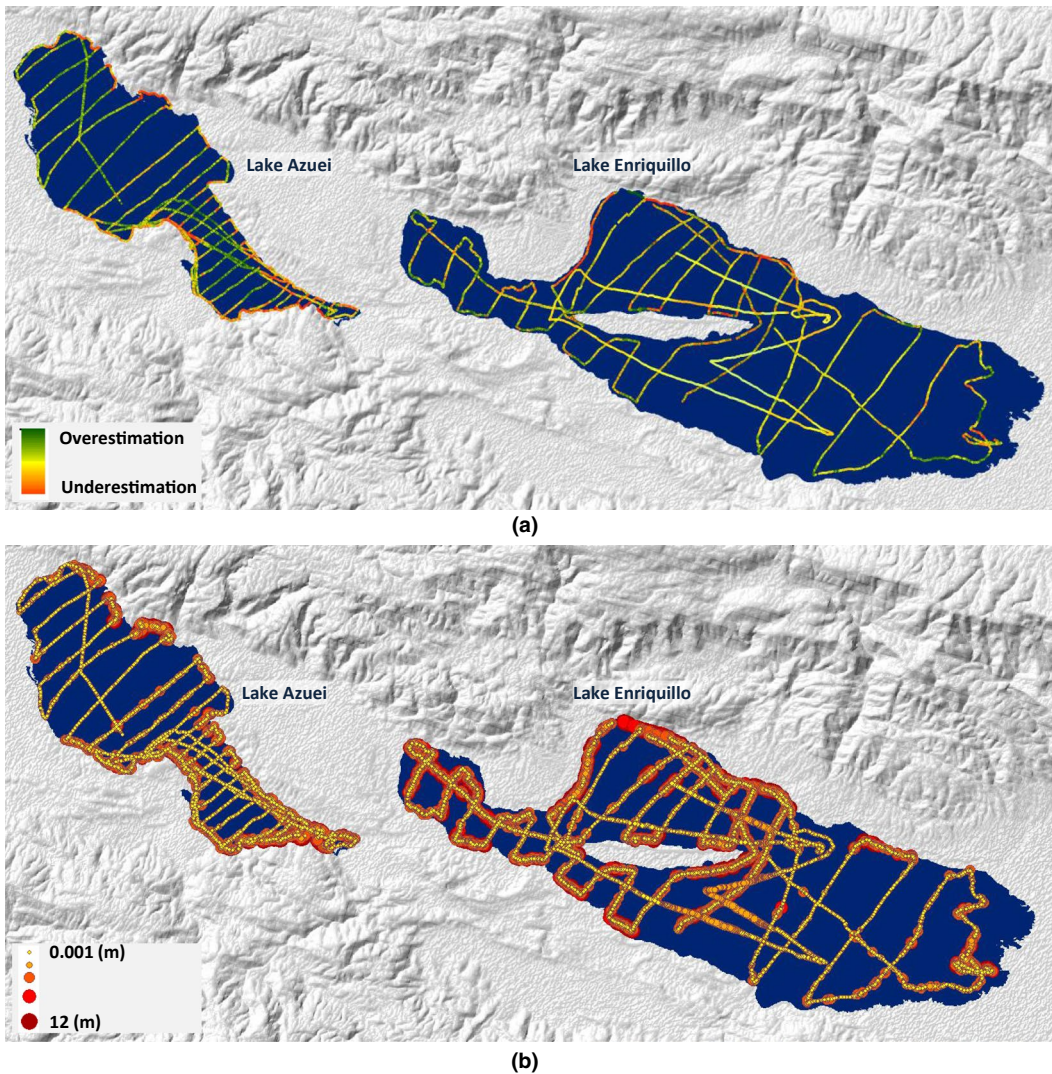 Lake Azuei
Lake Enriquillo
Overestimation
Underestimation
(a)
Lake Azuei
Lake Enriquillo
0.001 (m)
12 (m)
(b)